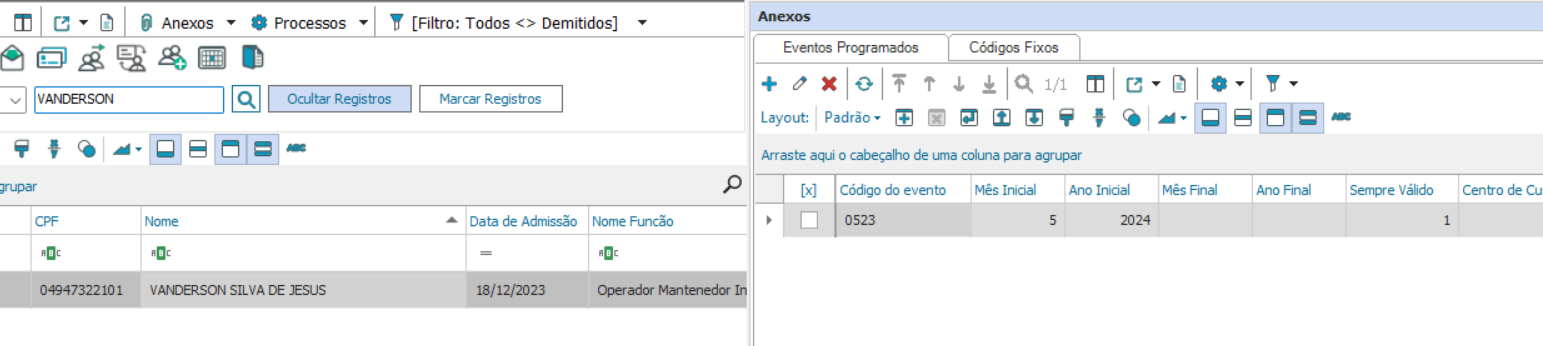 Anexos Processos [Filtro: Todos <> Demitidos]
VANDERSON Ocultar Registros Marcar Registros
grupar
CPF Nome Data de Admissão Nome Função
ABC ABC = ABC
04947322101 VANDERSON SILVA DE JESUS 18/12/2023 Operador Mantenedor In
Anexos
Eventos Programados Códigos Fixos
1/1
Layout: Padrão ABC
Arraste aqui o cabeçalho de uma coluna para agrupar
[x] Código do evento Mês Inicial Ano Inicial Mês Final Ano Final Sempre Válido Centro de Cu
0523 5 2024 1